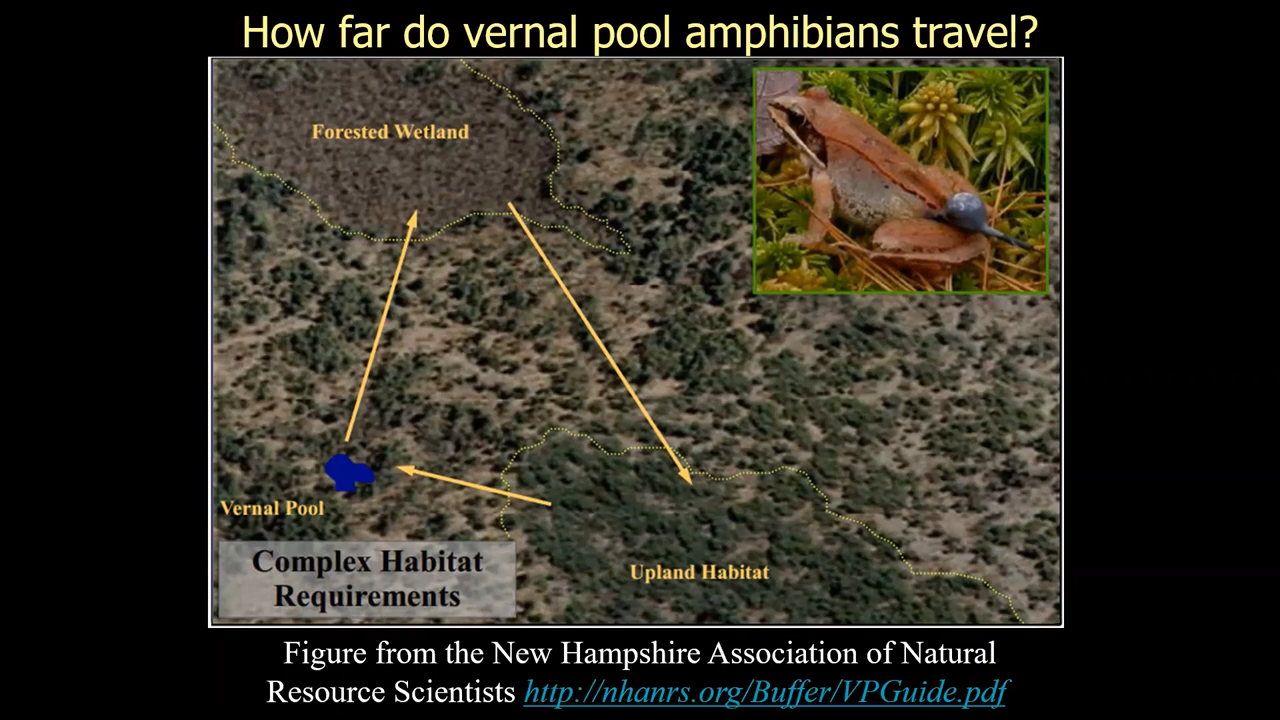 How far do vernal pool amphibians travel?
Forested Wetland
Vernal Pool
Complex Habitat
Requirements
Upland Habitat
Figure from the New Hampshire Association of Natural
Resource Scientists http://nhanrs.org/Buffer/VPGuide.pdf